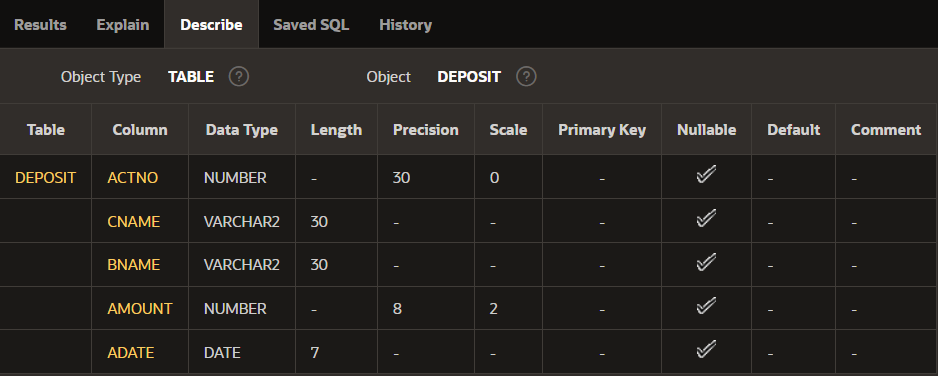 Results Explain Describe Saved SQL History
Object Type TABLE ? Object DEPOSIT ?
Table Column Data Type Length Precision Scale Primary Key Nullable Default Comment
DEPOSIT ACTNO NUMBER - 30 0 - - -
CNAME VARCHAR2 30 - - - - -
BNAME VARCHAR2 30 - - - - -
AMOUNT NUMBER - 8 2 - - -
ADATE DATE 7 - - - - -